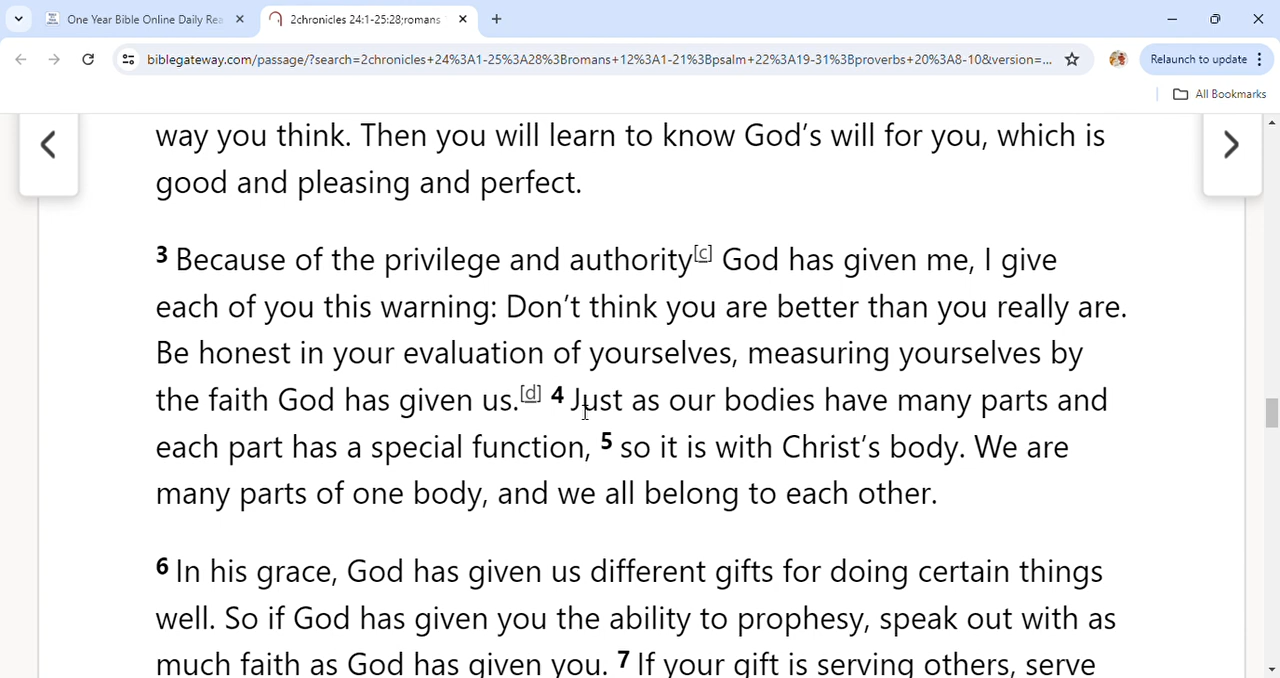 One Year Bible Online Daily Rea
2chronicles 24:1-25:28;romans
biblegateway.com/passage/?search=2chronicles+24%3A1-25%3A28%3Bromans+12%3A1-21%3Bpsalm+22%3A19-31%3Bproverbs+20%3A8-10&version=...
Relaunch to update
All Bookmarks
way you think. Then you will learn to know God’s will for you, which is
good and pleasing and perfect.
3 Because of the privilege and authority[c] God has given me, I give
each of you this warning: Don’t think you are better than you really are.
Be honest in your evaluation of yourselves, measuring yourselves by
the faith God has given us.[d] 4 Just as our bodies have many parts and
each part has a special function, 5 so it is with Christ’s body. We are
many parts of one body, and we all belong to each other.
6 In his grace, God has given us different gifts for doing certain things
well. So if God has given you the ability to prophesy, speak out with as
much faith as God has given you. 7 If your gift is serving others, serve